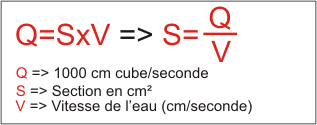 Q=SxV => S=Q/V
Q => 1000 cm cube/seconde
S => Section en cm²
V => Vitesse de l'eau (cm/seconde)